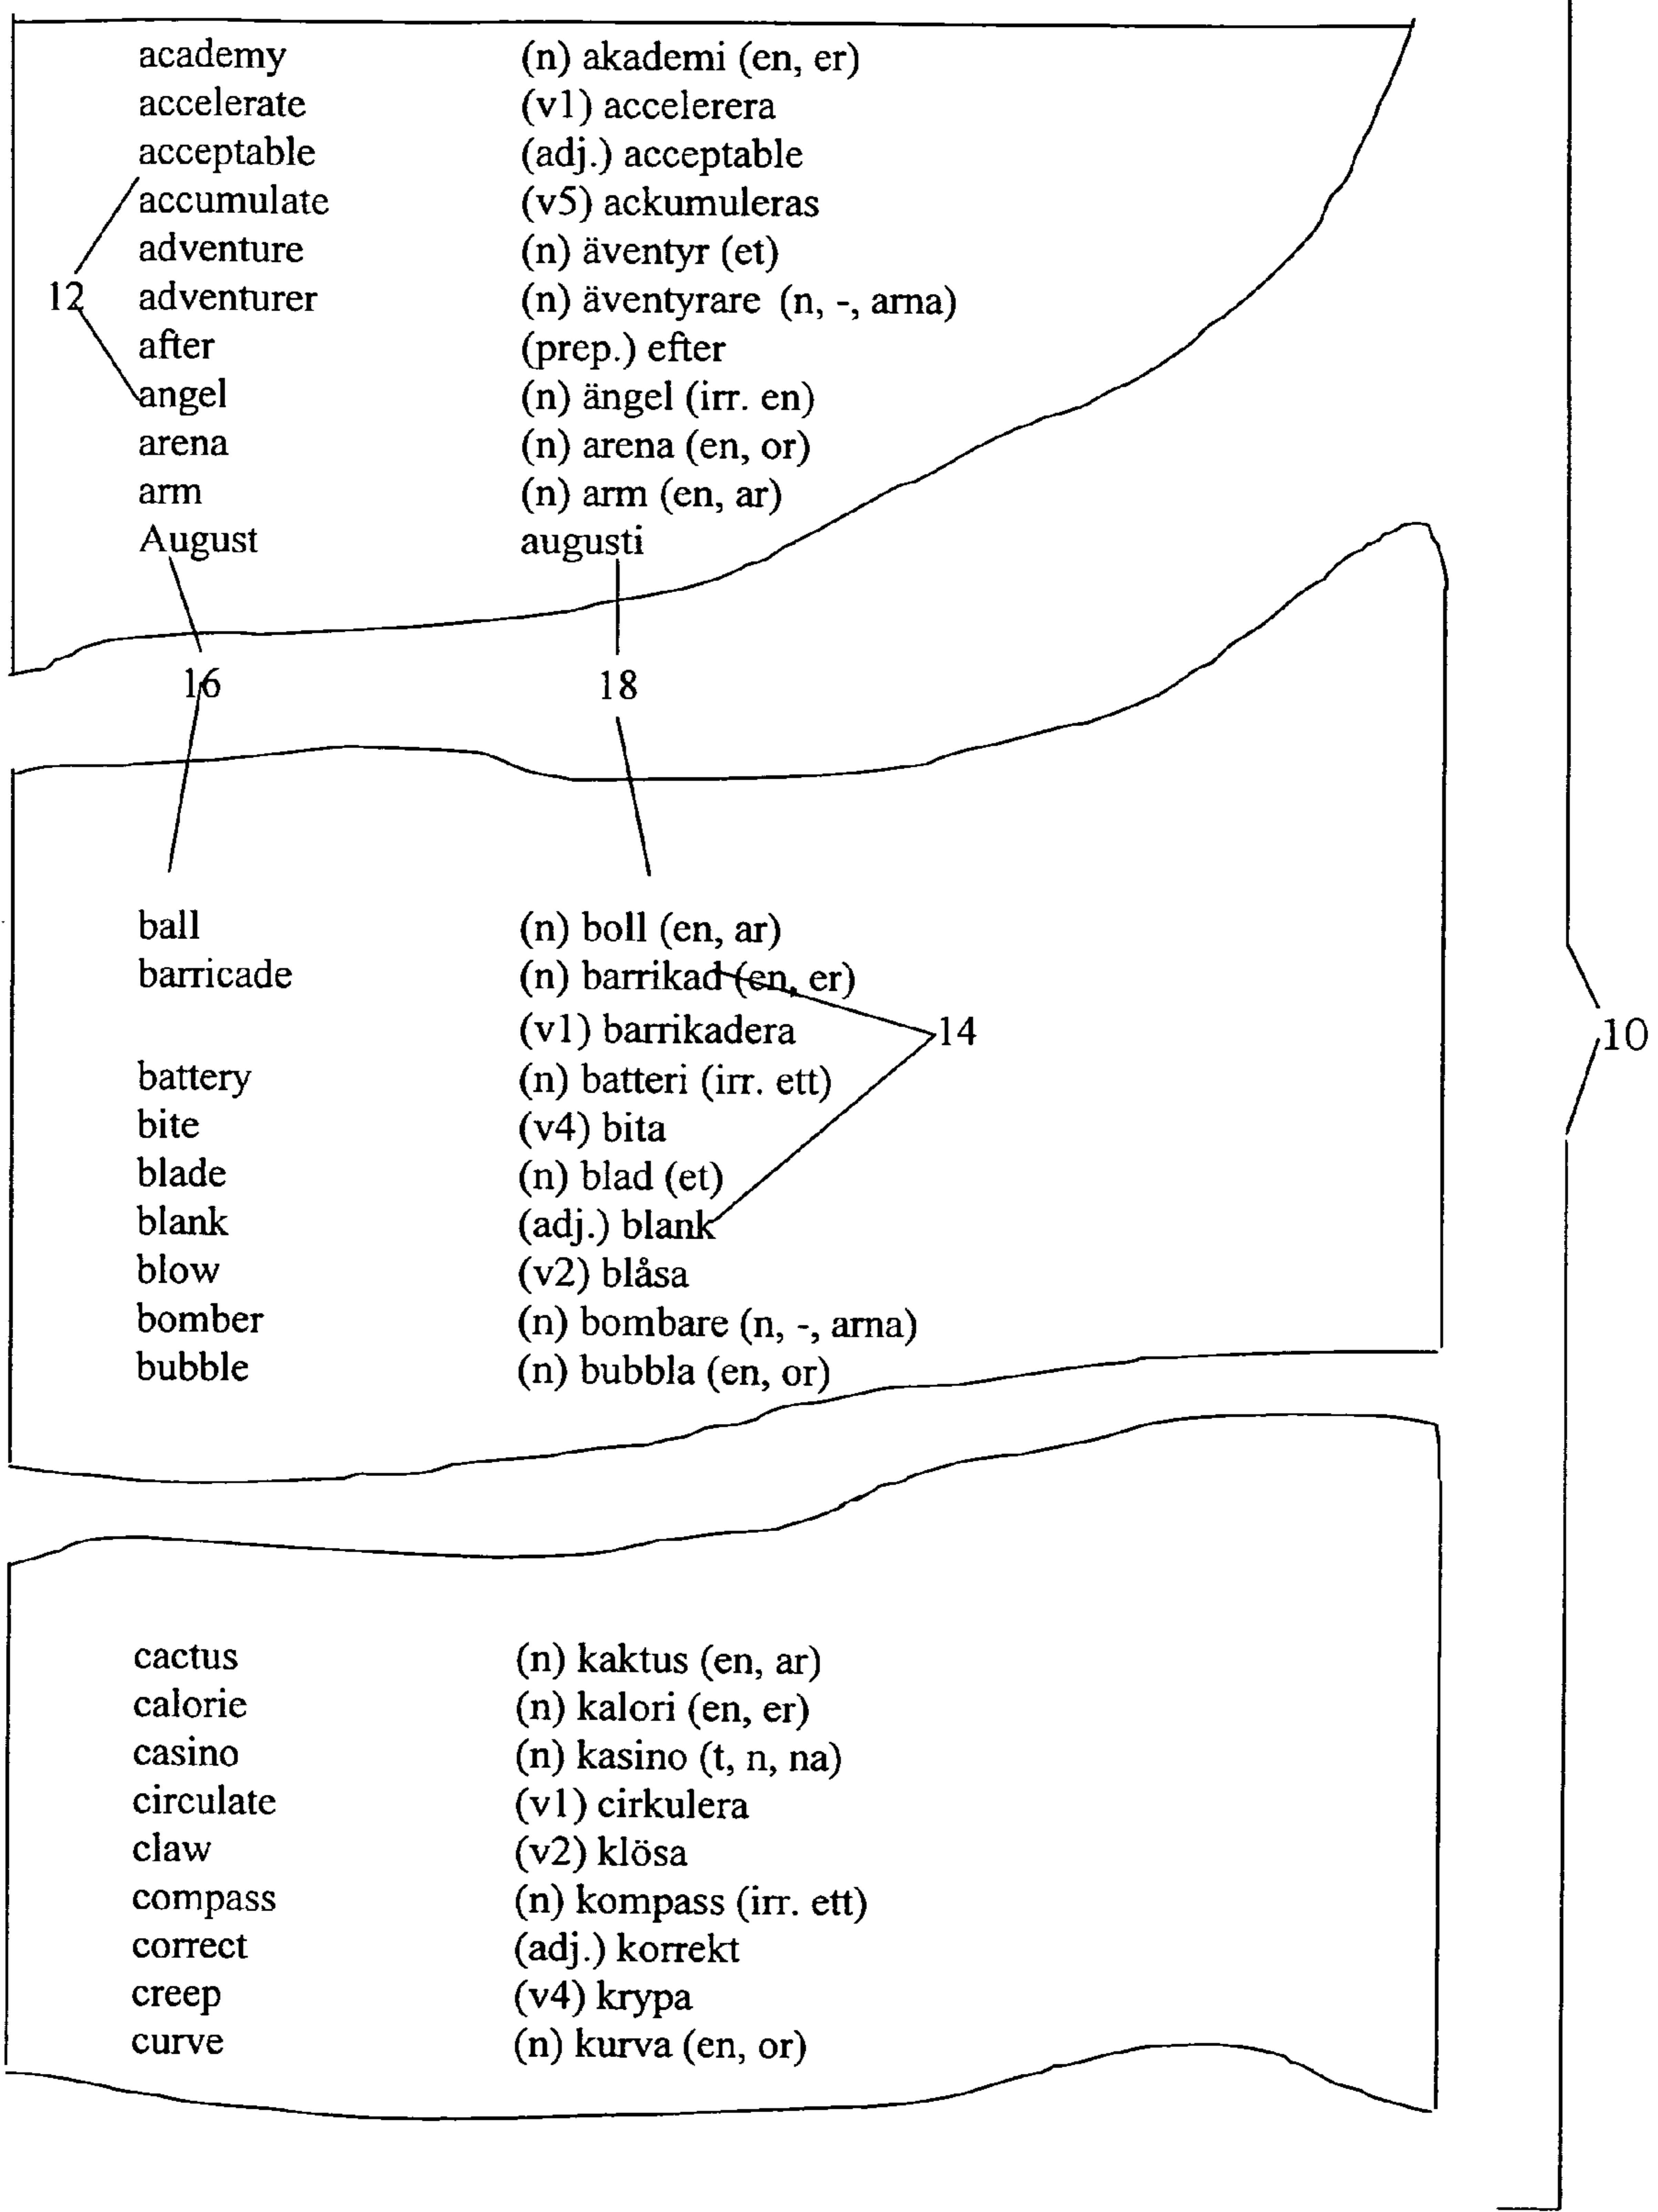 academy (n) akademi (en, er)
accelerate (v1) accelerera
acceptable (adj.) acceptable
accumulate (v5) ackumuleras
adventure (n) äventyr (et)
12 adventurer (n) äventyrare (n, -, arna)
after (prep.) efter
angel (n) ängel (irr. en)
arena (n) arena (en, or)
arm (n) arm (en, ar)
August augusti
16 18
ball (n) boll (en, ar)
barricade (n) barrikad (en, er)
(v1) barrikadera 14 10
battery (n) batteri (irr. ett)
bite (v4) bita
blade (n) blad (et)
blank (adj.) blank
blow (v2) blåsa
bomber (n) bombare (n, -, arna)
bubble (n) bubbla (en, or)
cactus (n) kaktus (en, ar)
calorie (n) kalori (en, er)
casino (n) kasino (t, n, na)
circulate (v1) cirkulera
claw (v2) klösa
compass (n) kompass (irr. ett)
correct (adj.) korrekt
creep (v4) krypa
curve (n) kurva (en, or)